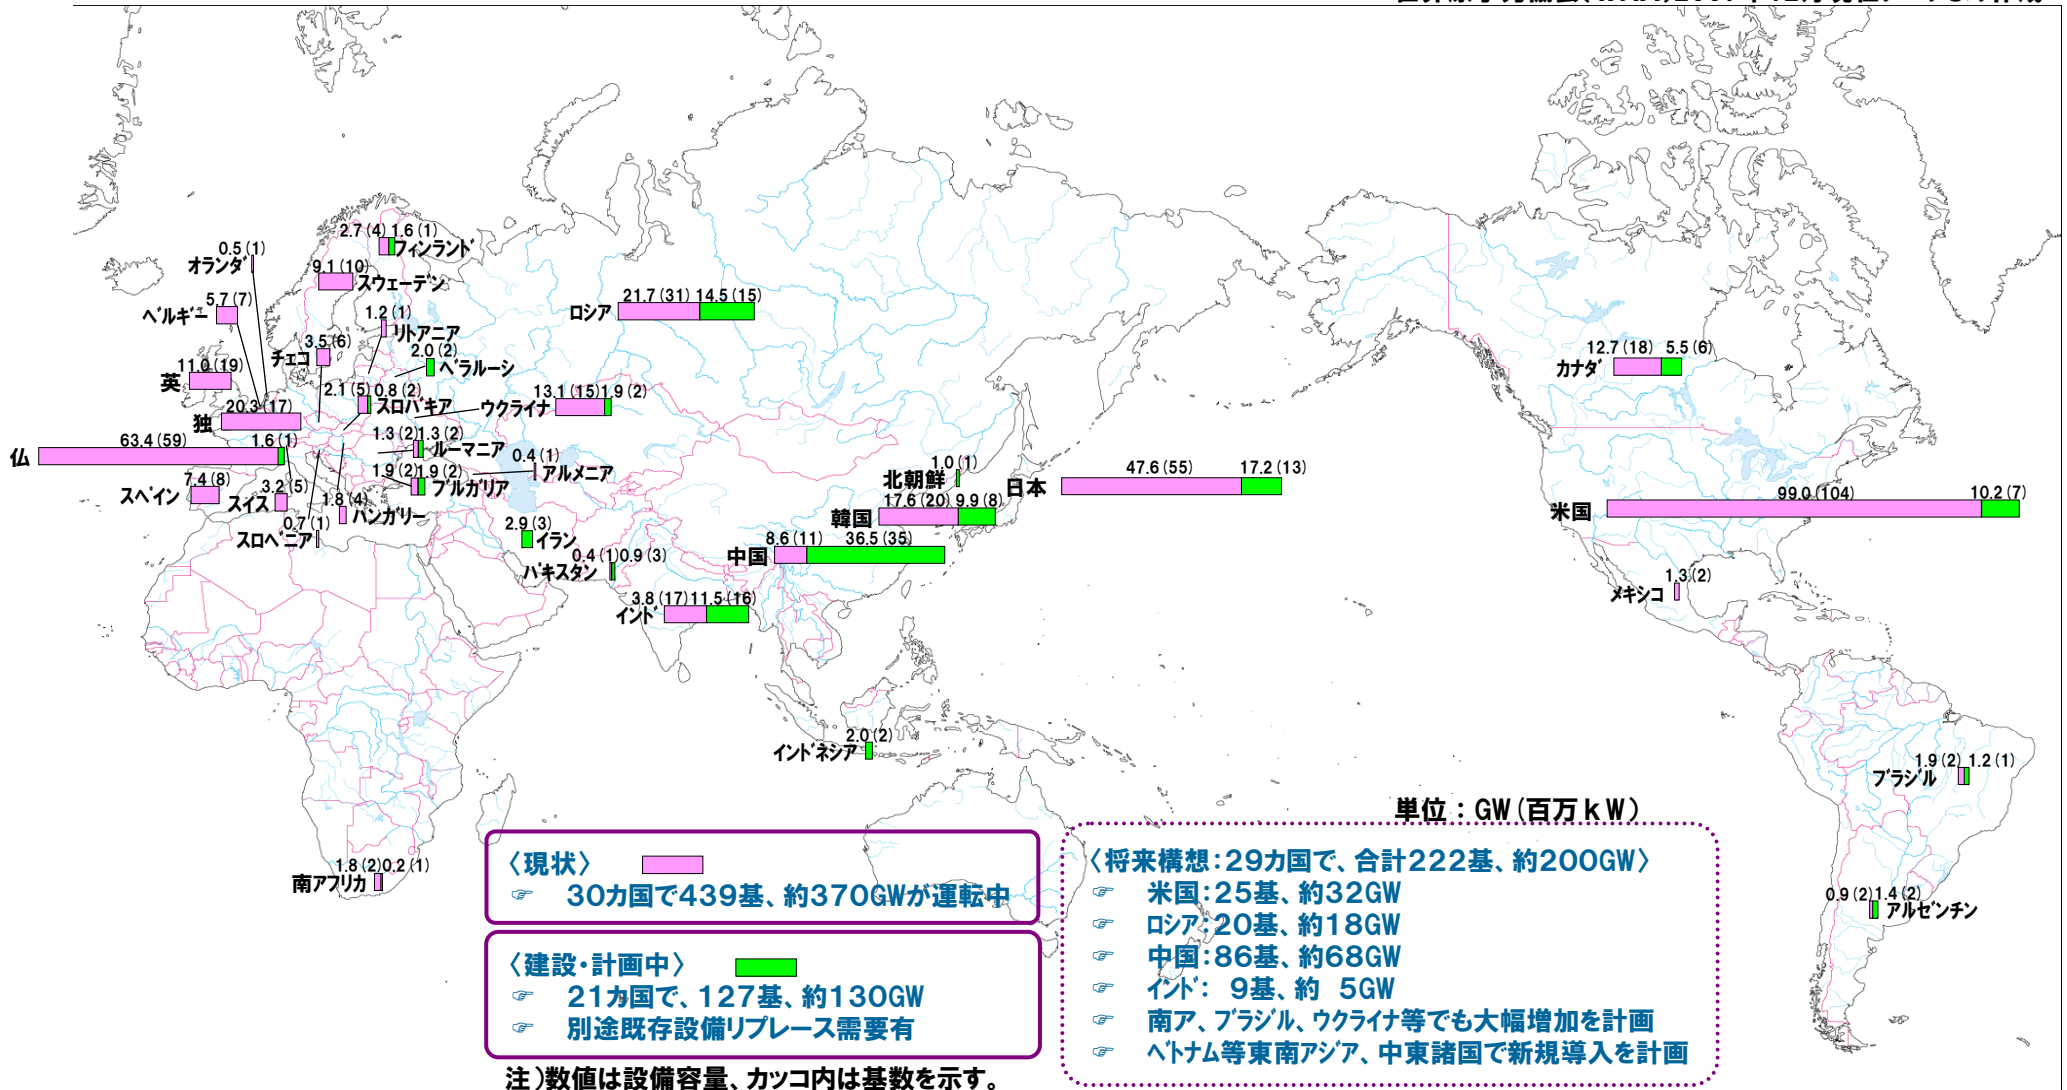 2.7(4) 1.6(1)
フィンランド
0.5(1)
オランダ
9.1(10)
スウェーデン
5.7(7)
ベルギー
21.7(31) 14.5(15)
ロシア
1.2(1)
リトアニア
3.5(6)
チェコ
2.0(2)
ベラルーシ
11.0(19)
英
12.7(18) 5.5(6)
カナダ
2.1(5) 0.8(2)
スロバキア
13.1(15) 1.9(2)
ウクライナ
20.3(17)
独
1.3(2) 1.3(2)
ルーマニア
63.4(59) 1.6(1)
仏
0.4(1)
アルメニア
1.9(2) 1.9(2)
ブルガリア
1.0(1)
北朝鮮
47.6(55) 17.2(13)
日本
7.4(8)
スペイン
3.2(5)
スイス
1.8(4)
ハンガリー
17.6(20) 9.9(8)
韓国
99.0(104) 10.2(7)
米国
0.7(1)
スロベニア
2.9(3)
イラン
8.6(11) 36.5(35)
中国
0.4(1) 0.9(3)
パキスタン
1.3(2)
メキシコ
3.8(17) 11.5(16)
インド
2.0(2)
インドネシア
1.9(2) 1.2(1)
ブラジル
1.8(2) 0.2(1)
南アフリカ
0.9(2) 1.4(2)
アルゼンチン
単位:GW(百万kW)
〈現状〉
☞ 30カ国で439基、約370GWが運転中
〈建設・計画中〉
☞ 21カ国で、127基、約130GW
☞ 別途既存設備リプレース需要有
注)数値は設備容量、カッコ内は基数を示す。
〈将来構想:29カ国で、合計222基、約200GW〉
☞ 米国:25基、約32GW
☞ ロシア:20基、約18GW
☞ 中国:86基、約68GW
☞ インド: 9基、約 5GW
☞ 南ア、ブラジル、ウクライナ等でも大幅増加を計画
☞ ベトナム等東南アジア、中東諸国で新規導入を計画